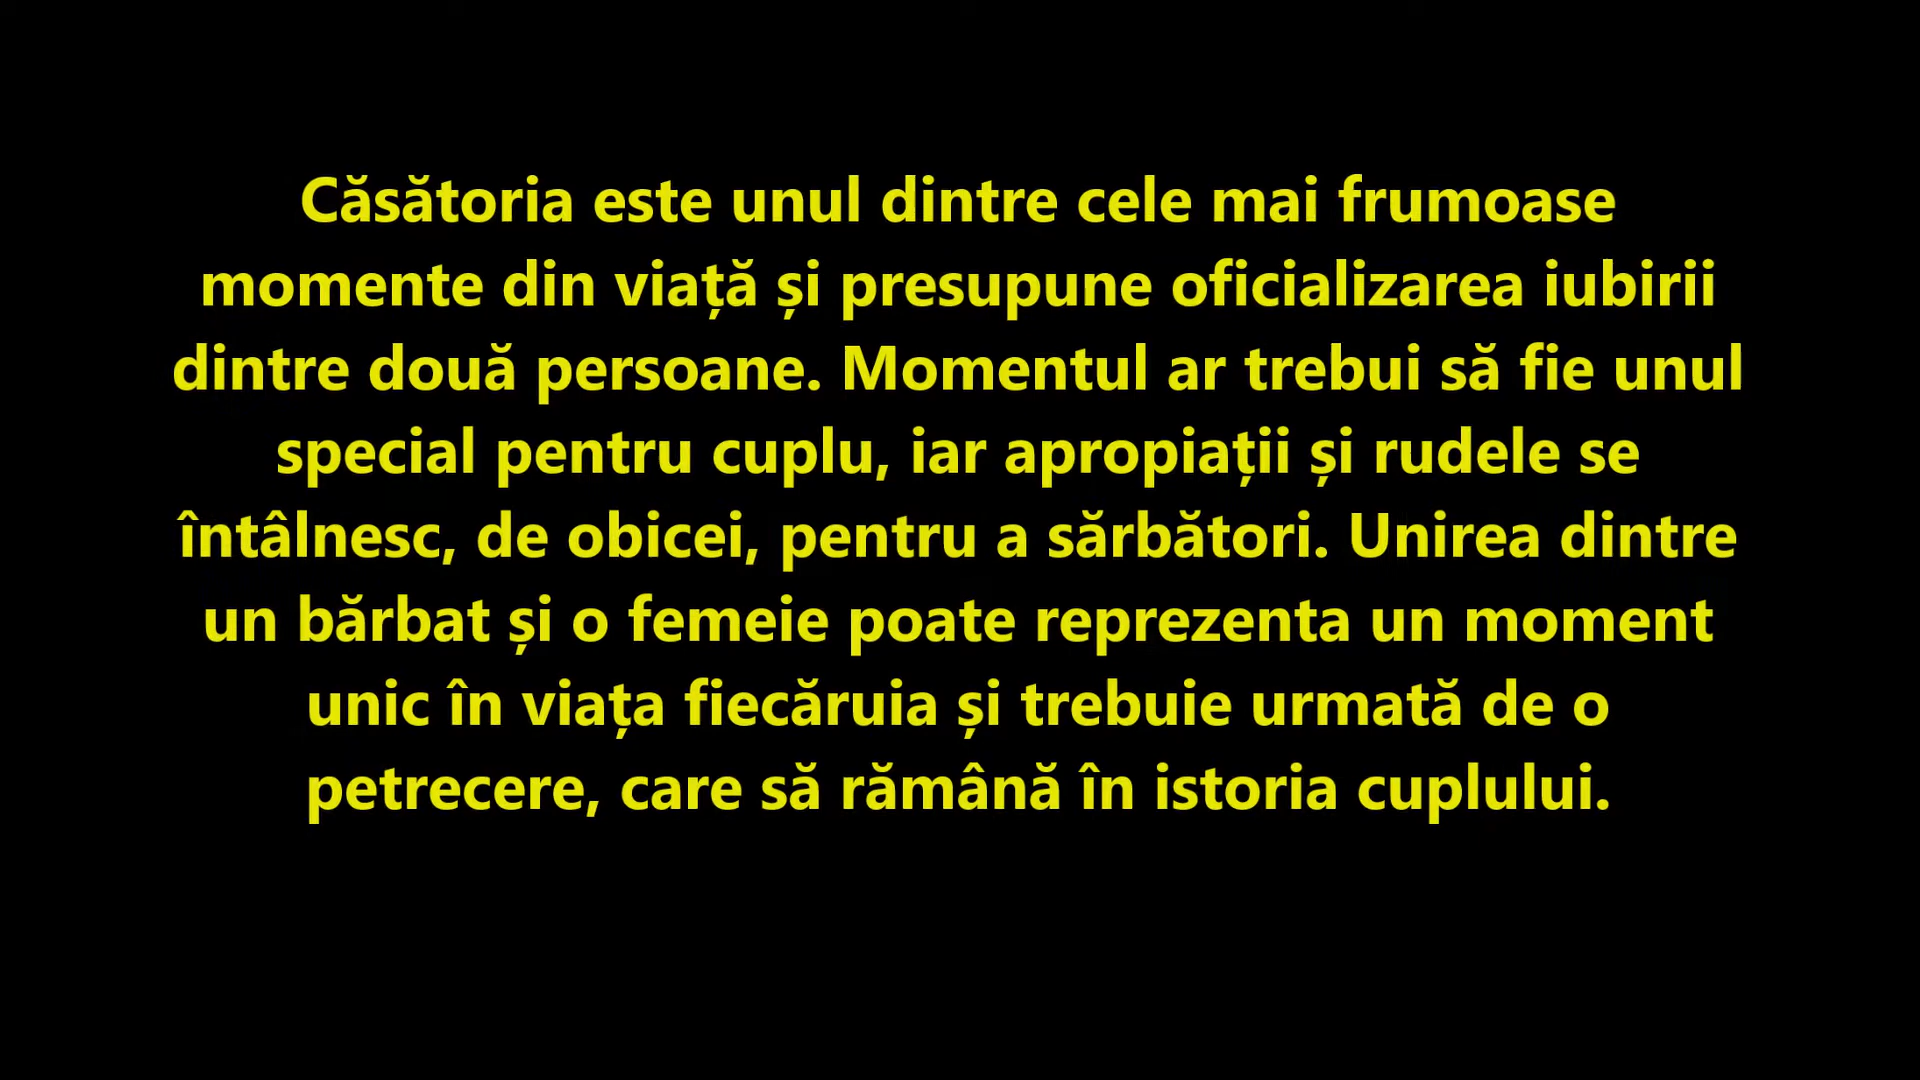 Căsătoria este unul dintre cele mai frumoase
momente din viață și presupune oficializarea iubirii
dintre două persoane. Momentul ar trebui să fie unul
special pentru cuplu, iar apropiații și rudele se
întâlnesc, de obicei, pentru a sărbători. Unirea dintre
un bărbat și o femeie poate reprezenta un moment
unic în viața fiecăruia și trebuie urmată de o
petrecere, care să rămână în istoria cuplului.